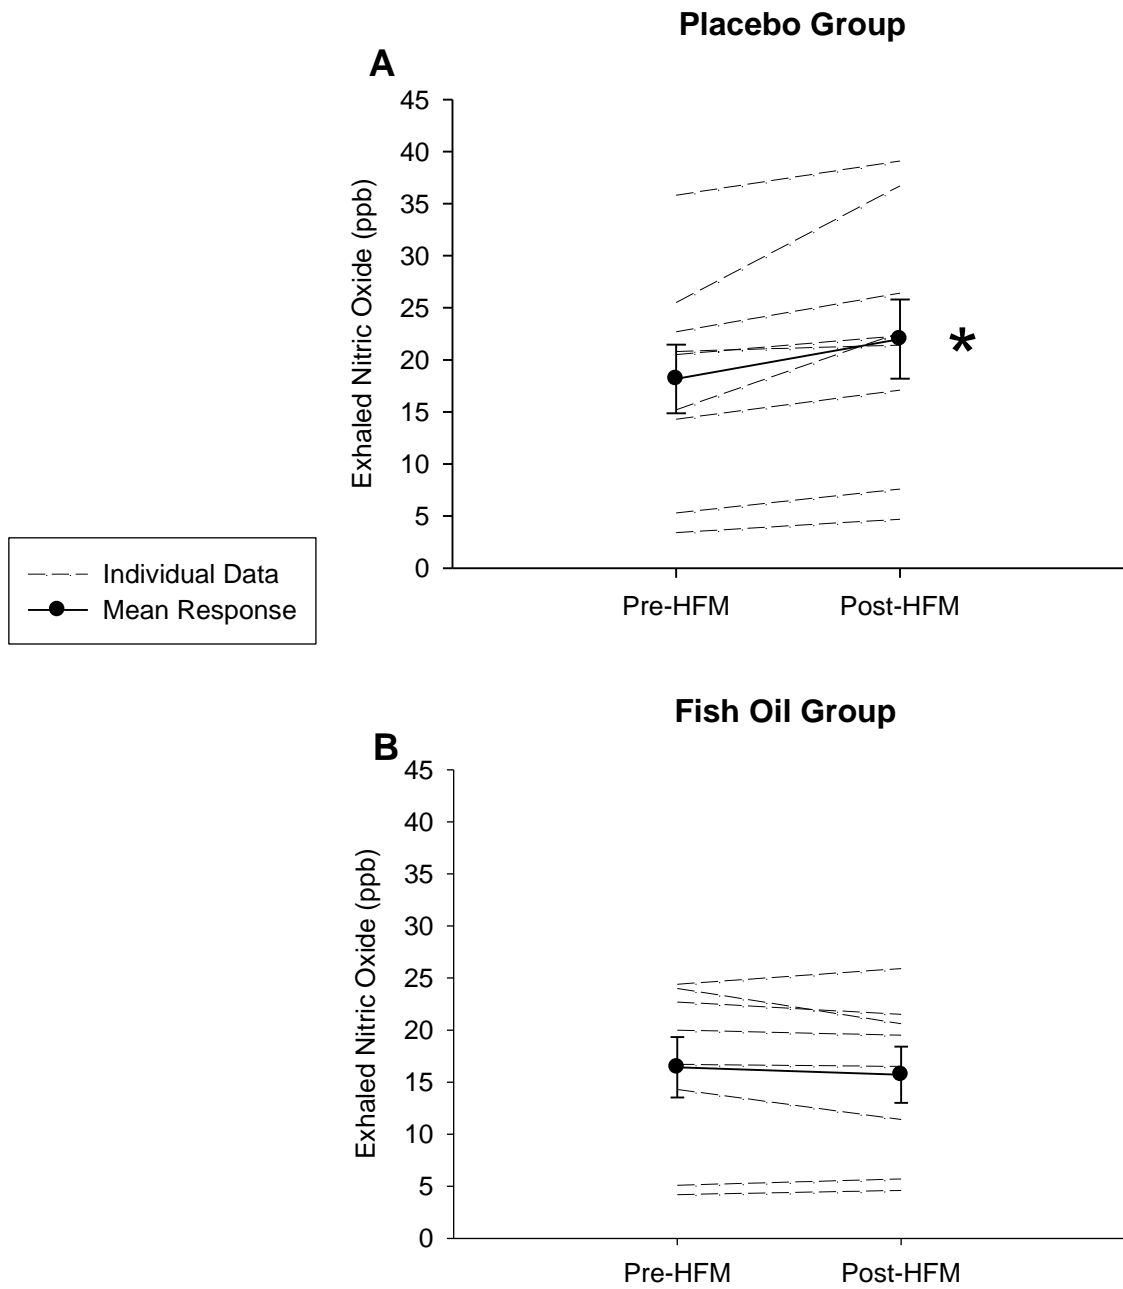 Placebo Group
A
45
40
35
30
25
20
15
10
5
0
Exhaled Nitric Oxide (ppb)
*
Pre-HFM Post-HFM
Individual Data
Mean Response
Fish Oil Group
B
45
40
35
30
25
20
15
10
5
0
Exhaled Nitric Oxide (ppb)
Pre-HFM Post-HFM